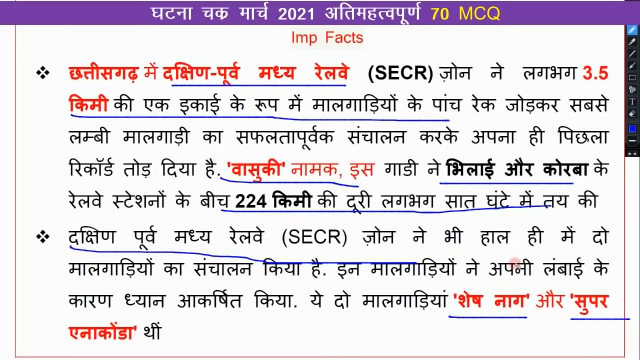 घटना चक्र मार्च 2021 अतिमहत्वपूर्ण 70 MCQ
Imp Facts
❖ छत्तीसगढ़ में दक्षिण-पूर्व मध्य रेलवे (SECR) ज़ोन ने लगभग 3.5
किमी की एक इकाई के रूप में मालगाड़ियों के पांच रेक जोड़कर सबसे
लम्बी मालगाड़ी का सफलतापूर्वक संचालन करके अपना ही पिछला
रिकॉर्ड तोड़ दिया है. 'वासुकी' नामक, इस गाडी ने भिलाई और कोरबा के
रेलवे स्टेशनों के बीच 224 किमी की दूरी लगभग सात घंटे में तय की
❖ दक्षिण पूर्व मध्य रेलवे (SECR) ज़ोन ने भी हाल ही में दो
मालगाड़ियों का संचालन किया है. इन मालगाड़ियों ने अपनी लंबाई के
कारण ध्यान आकर्षित किया. ये दो मालगाड़ियां 'शेष नाग' और 'सुपर
एनाकोंडा' थीं